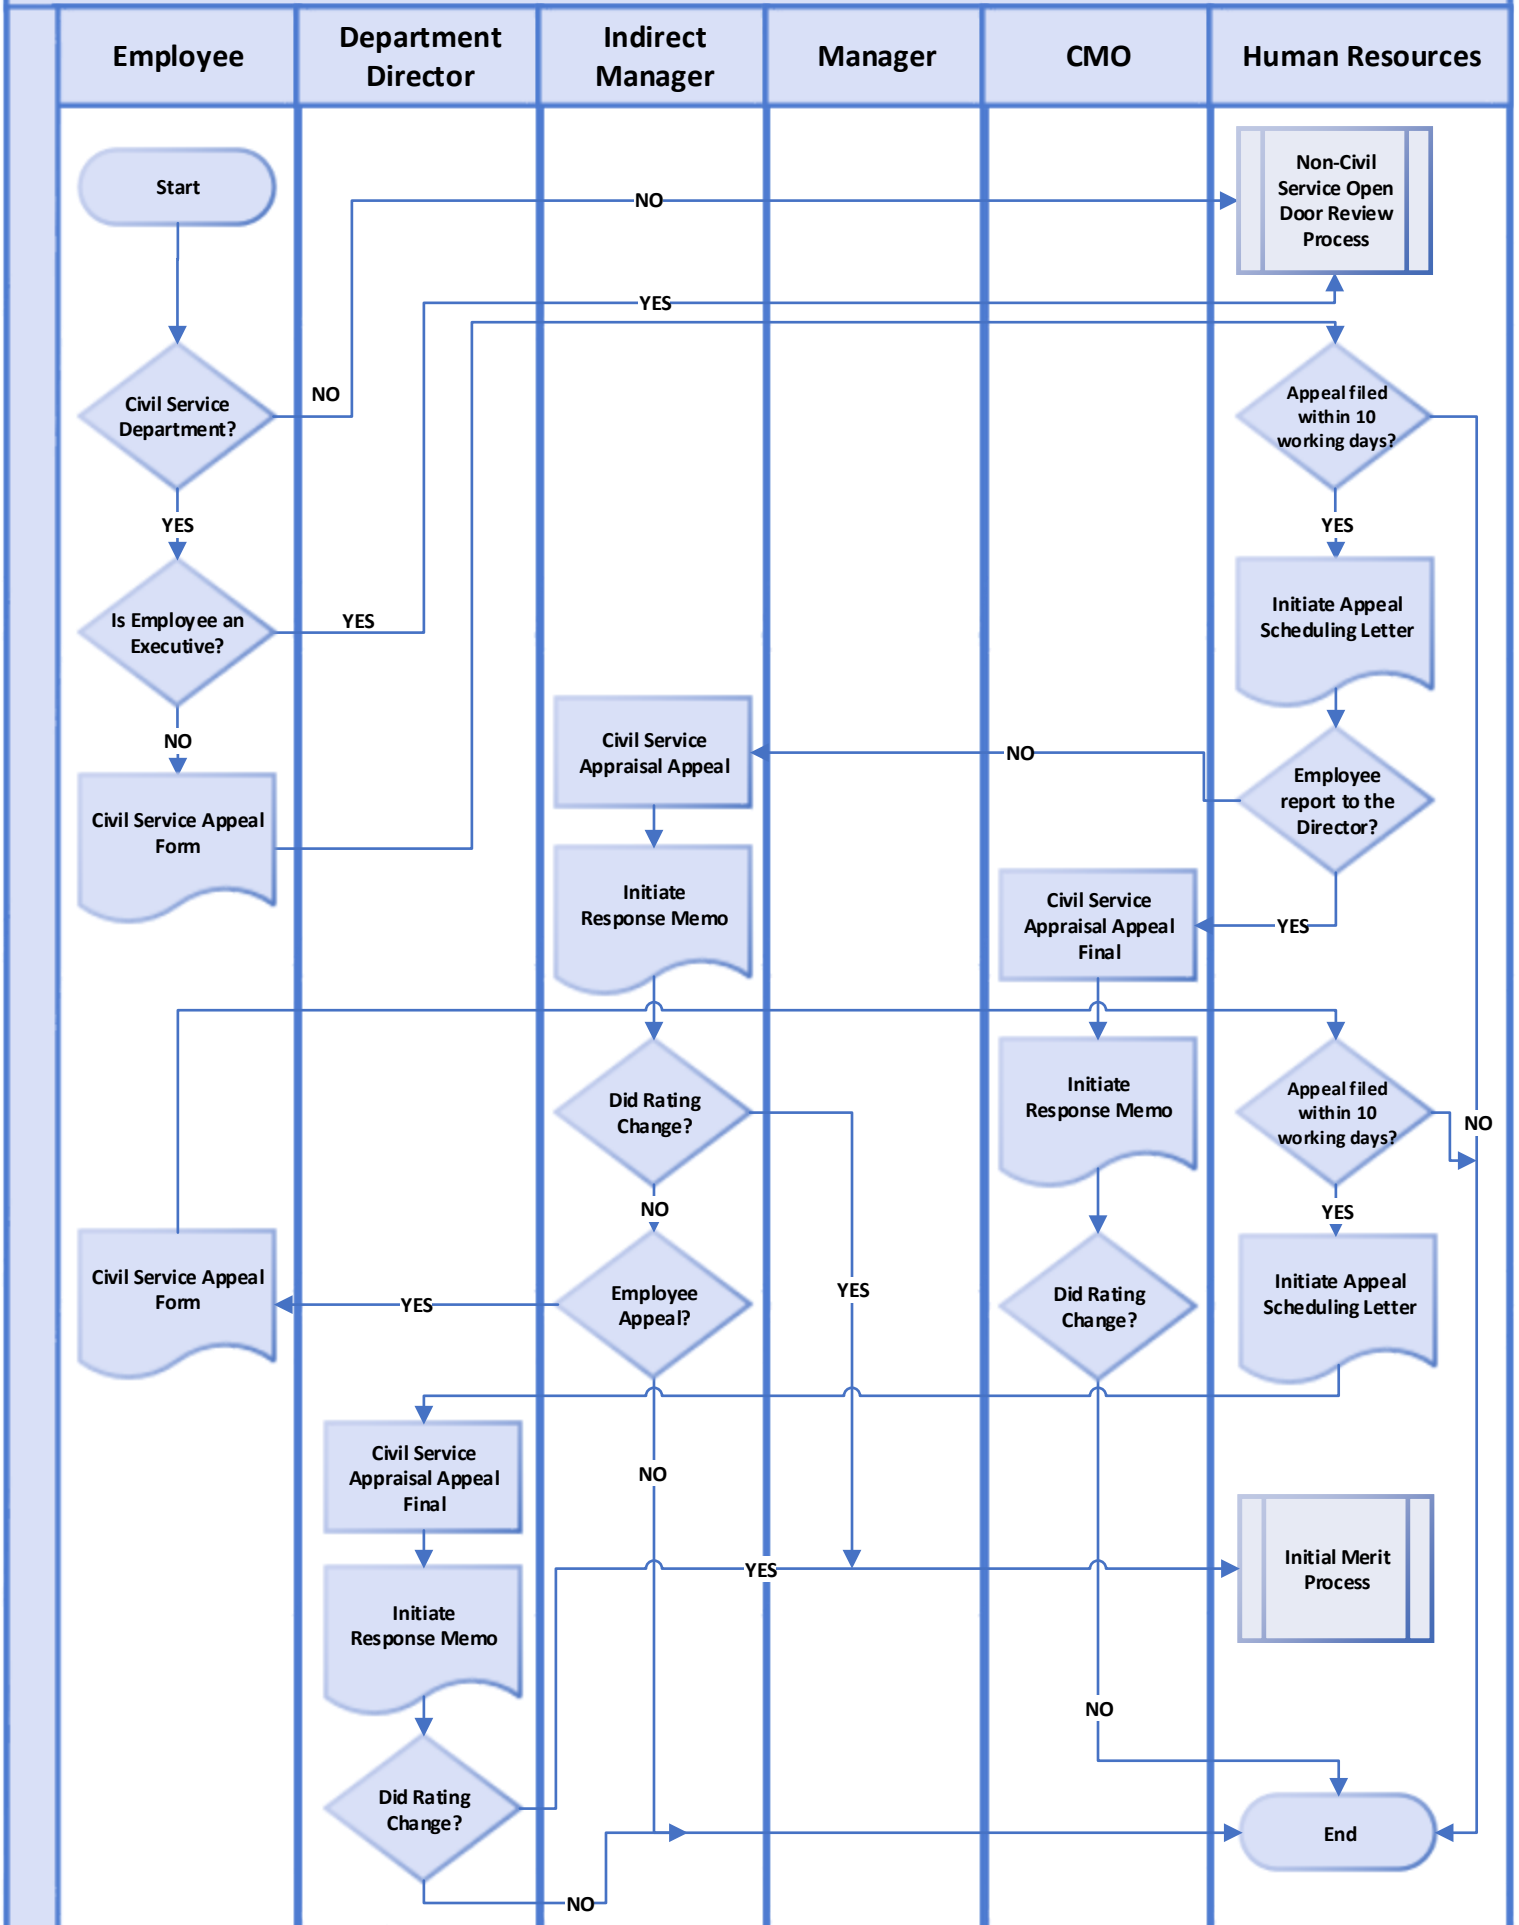 Employee
Department
Director
Indirect
Manager
Manager
CMO
Human Resources
Start
Non-Civil
Service Open
Door Review
Process
NO
YES
Civil Service
Department?
NO
Appeal filed
within 10
working days?
YES
YES
Is Employee an
Executive?
YES
Initiate Appeal
Scheduling Letter
NO
Civil Service
Appraisal Appeal
NO
Employee
report to the
Director?
Civil Service Appeal
Form
Initiate
Response Memo
Civil Service
Appraisal Appeal
Final
YES
Did Rating
Change?
Initiate
Response Memo
Appeal filed
within 10
working days?
NO
NO
YES
Civil Service Appeal
Form
YES
Employee
Appeal?
YES
Did Rating
Change?
Initiate Appeal
Scheduling Letter
Civil Service
Appraisal Appeal
Final
NO
YES
Initial Merit
Process
Initiate
Response Memo
NO
Did Rating
Change?
End
NO